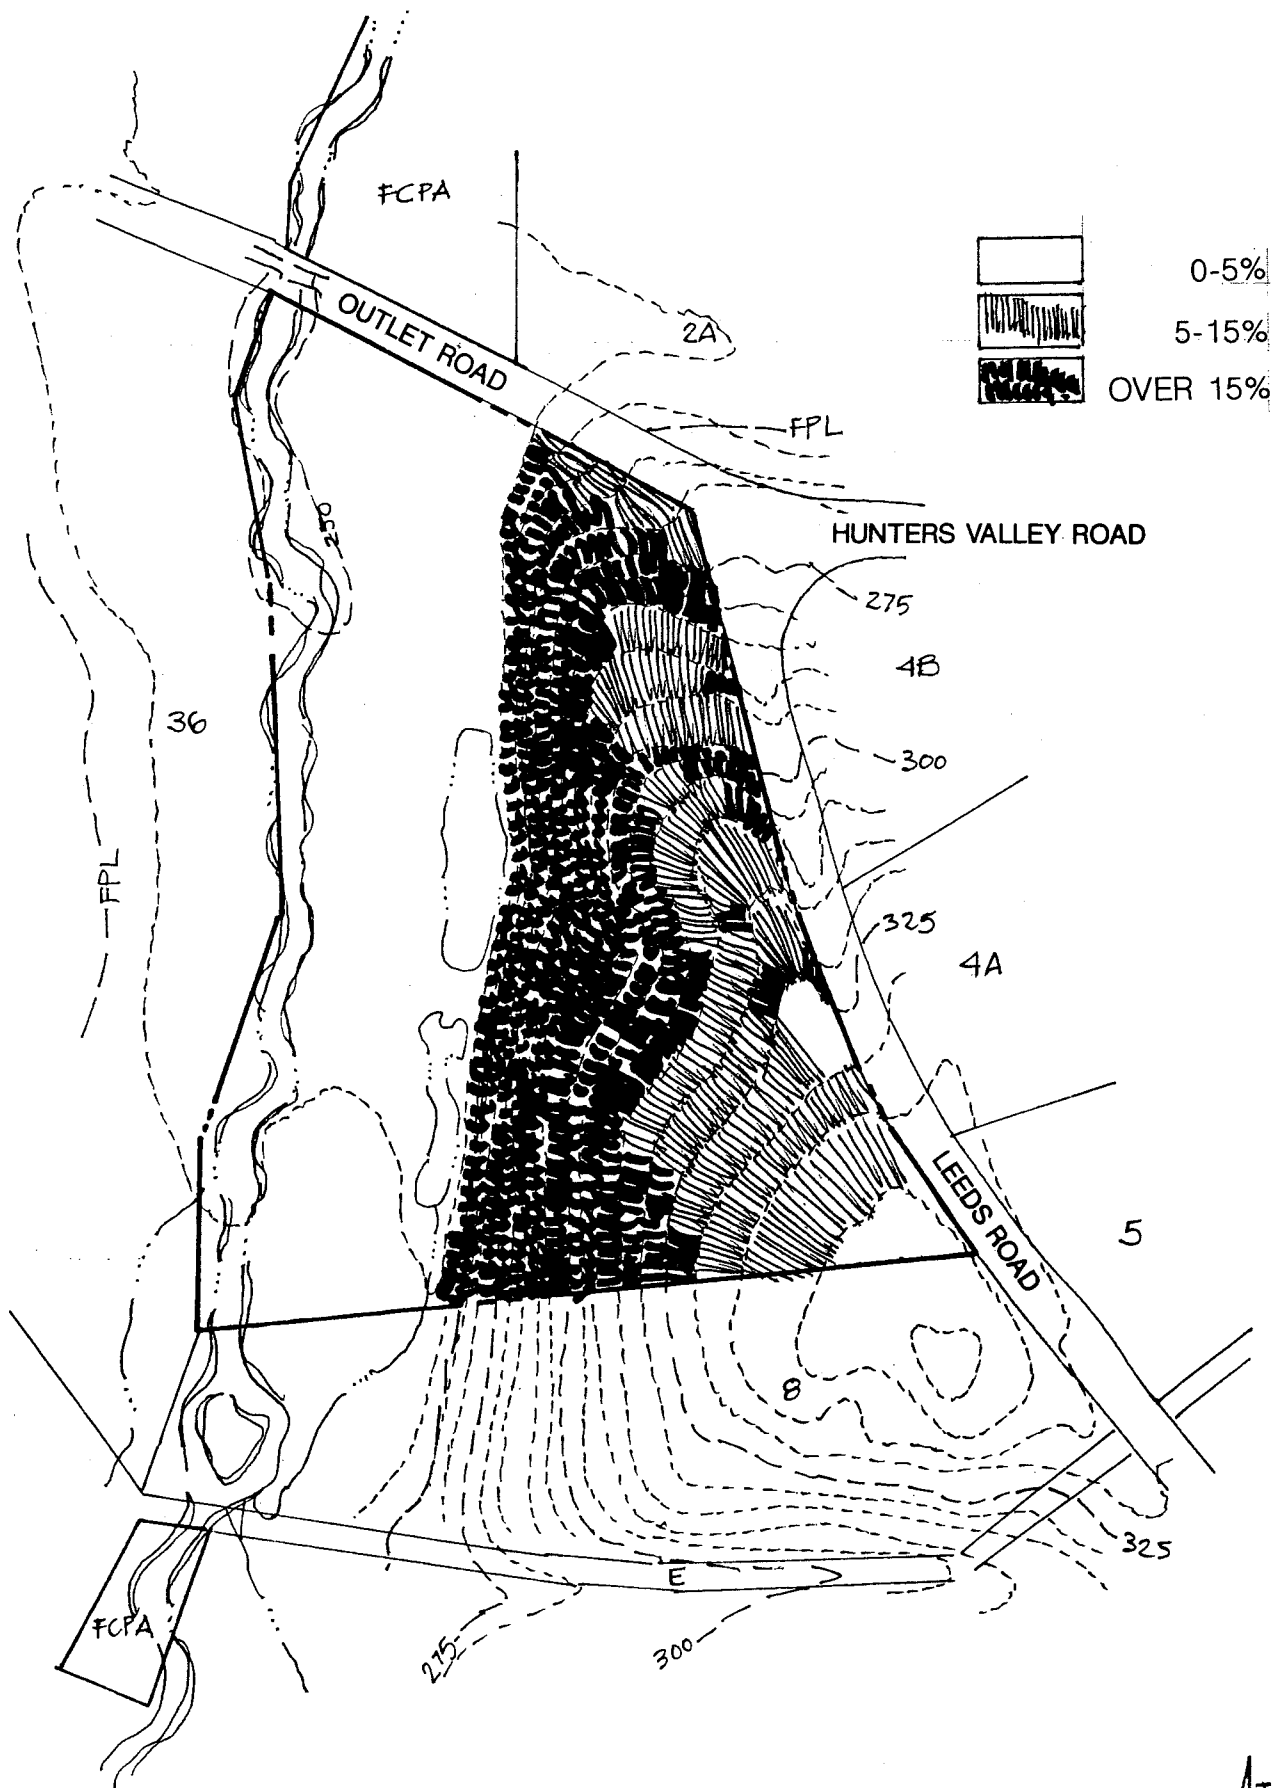 FCPA
0-5%
5-15%
OVER 15%
OUTLET ROAD
2A
FPL
250
HUNTERS VALLEY ROAD
275
4B
36
300
FPL
325
4A
LEEDS ROAD
5
8
325
E
FCPA
275
300